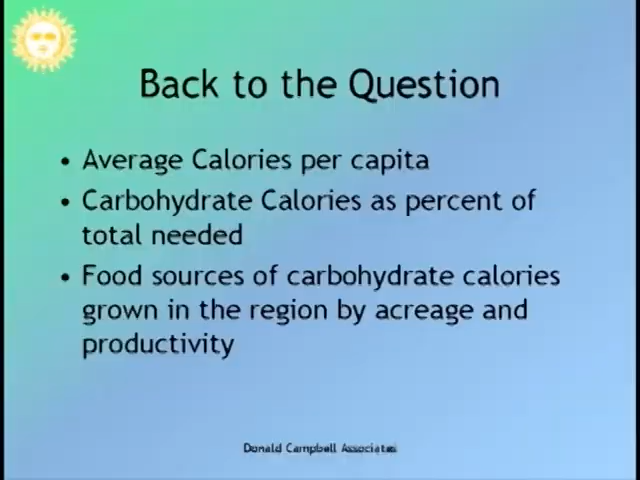 Back to the Question
• Average Calories per capita
• Carbohydrate Calories as percent of
total needed
• Food sources of carbohydrate calories
grown in the region by acreage and
productivity
Donald Campbell Associates